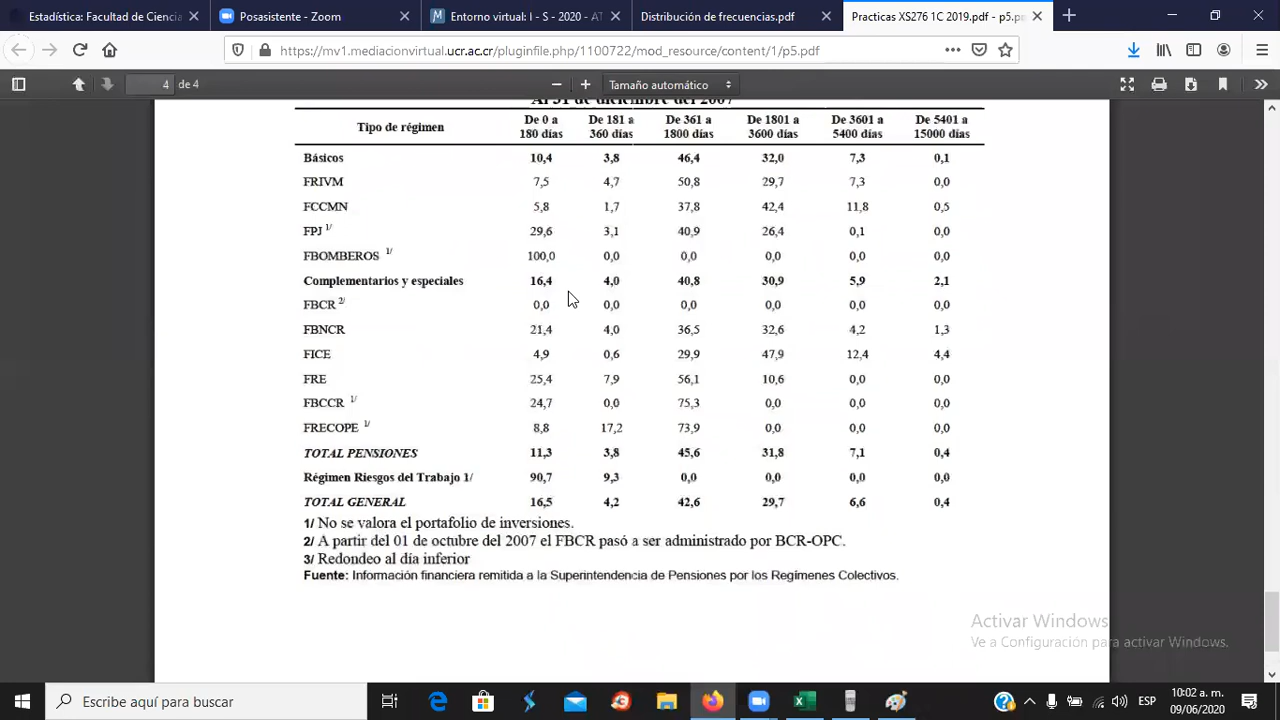 Estadística: Facultad de Ciencia
Posasistente - Zoom
Entorno virtual: I - S - 2020 - AT
Distribución de frecuencias.pdf
Practicas XS276 1C 2019.pdf - p5.p
https://mv1.mediacionvirtual.ucr.ac.cr/pluginfile.php/1100722/mod_resource/content/1/p5.pdf
4 de 4
Tamaño automático
Al 31 de diciembre del 2007
Tipo de régimen De 0 a 180 días De 181 a 360 días De 361 a 1800 días De 1801 a 3600 días De 3601 a 5400 días De 5401 a 15000 días
Básicos 10,4 3,8 46,4 32,0 7,3 0,1
FRIVM 7,5 4,7 50,8 29,7 7,3 0,0
FCCMN 5,8 1,7 37,8 42,4 11,8 0,5
FPJ 1/ 29,6 3,1 40,9 26,4 0,1 0,0
FBOMBEROS 1/ 100,0 0,0 0,0 0,0 0,0 0,0
Complementarios y especiales 16,4 4,0 40,8 30,9 5,9 2,1
FBCR 2/ 0,0 0,0 0,0 0,0 0,0 0,0
FBNCR 21,4 4,0 36,5 32,6 4,2 1,3
FICE 4,9 0,6 29,9 47,9 12,4 4,4
FRE 25,4 7,9 56,1 10,6 0,0 0,0
FBCCR 1/ 24,7 0,0 75,3 0,0 0,0 0,0
FRECOPE 1/ 8,8 17,2 73,9 0,0 0,0 0,0
TOTAL PENSIONES 11,3 3,8 45,6 31,8 7,1 0,4
Régimen Riesgos del Trabajo 1/ 90,7 9,3 0,0 0,0 0,0 0,0
TOTAL GENERAL 16,5 4,2 42,6 29,7 6,6 0,4
1/ No se valora el portafolio de inversiones.
2/ A partir del 01 de octubre del 2007 el FBCR pasó a ser administrado por BCR-OPC.
3/ Redondeo al día inferior
Fuente: Información financiera remitida a la Superintendencia de Pensiones por los Regímenes Colectivos.
Activar Windows
Ve a Configuración para activar Windows.
Escribe aquí para buscar
ESP
10:02 a. m.
09/06/2020